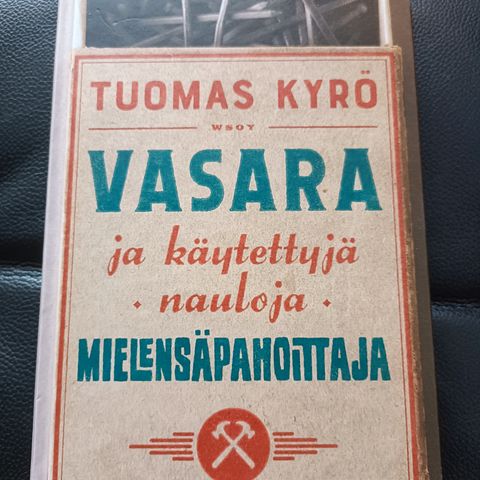 TUOMAS KYRÖ
WSOY
VASARA
ja käytettyjä
· nauloja ·
MIELENSÄPAHOITTAJA